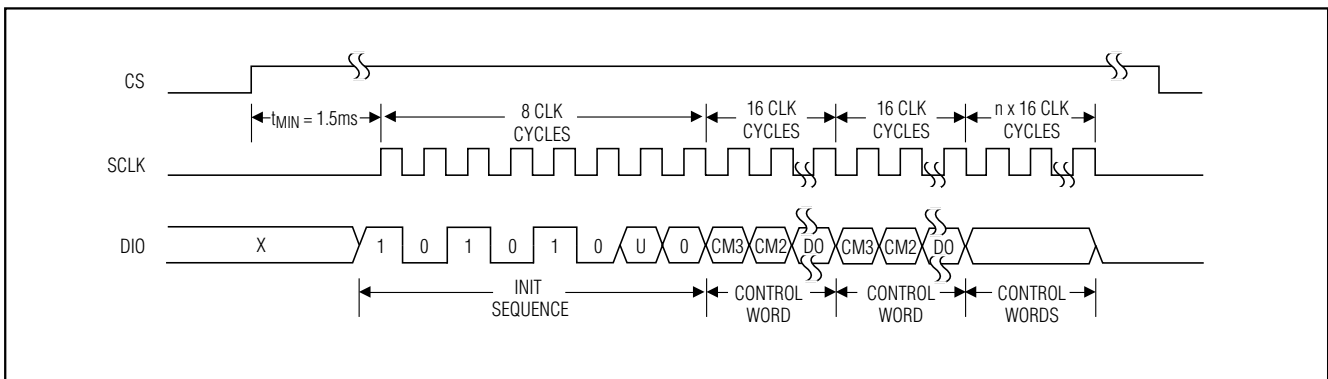 CS
tMIN = 1.5ms
8 CLK
CYCLES
16 CLK
CYCLES
16 CLK
CYCLES
n x 16 CLK
CYCLES
SCLK
DIO
X 1 0 1 0 1 0 U 0 CM3 CM2 D0 CM3 CM2 D0
INIT
SEQUENCE
CONTROL
WORD
CONTROL
WORD
CONTROL
WORDS